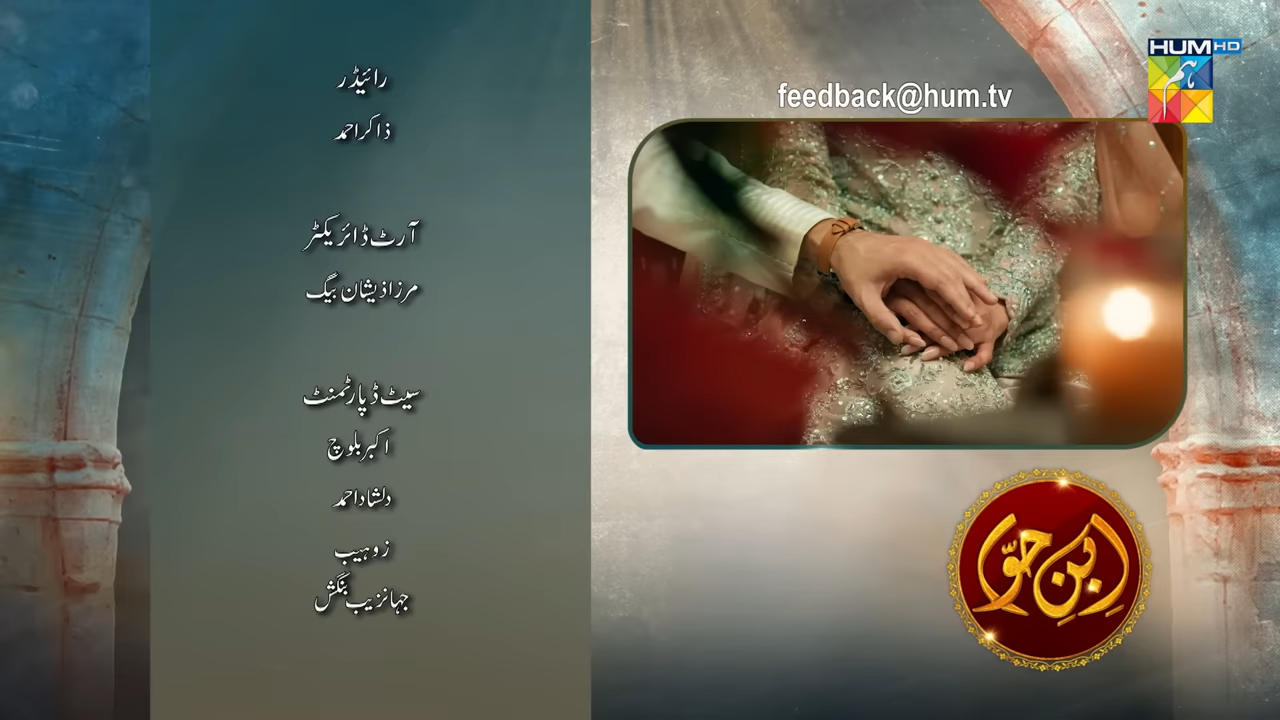 رائیڈر
ذاکر احمد
آرٹ ڈائریکٹر
مرزا ذیشان بیگ
سیٹ ڈپارٹمنٹ
اکبر بلوچ
دلشاد احمد
زوہیب
جہانزیب بنگش
HUM HD
ہم
feedback@hum.tv
اِبنِ حوّا